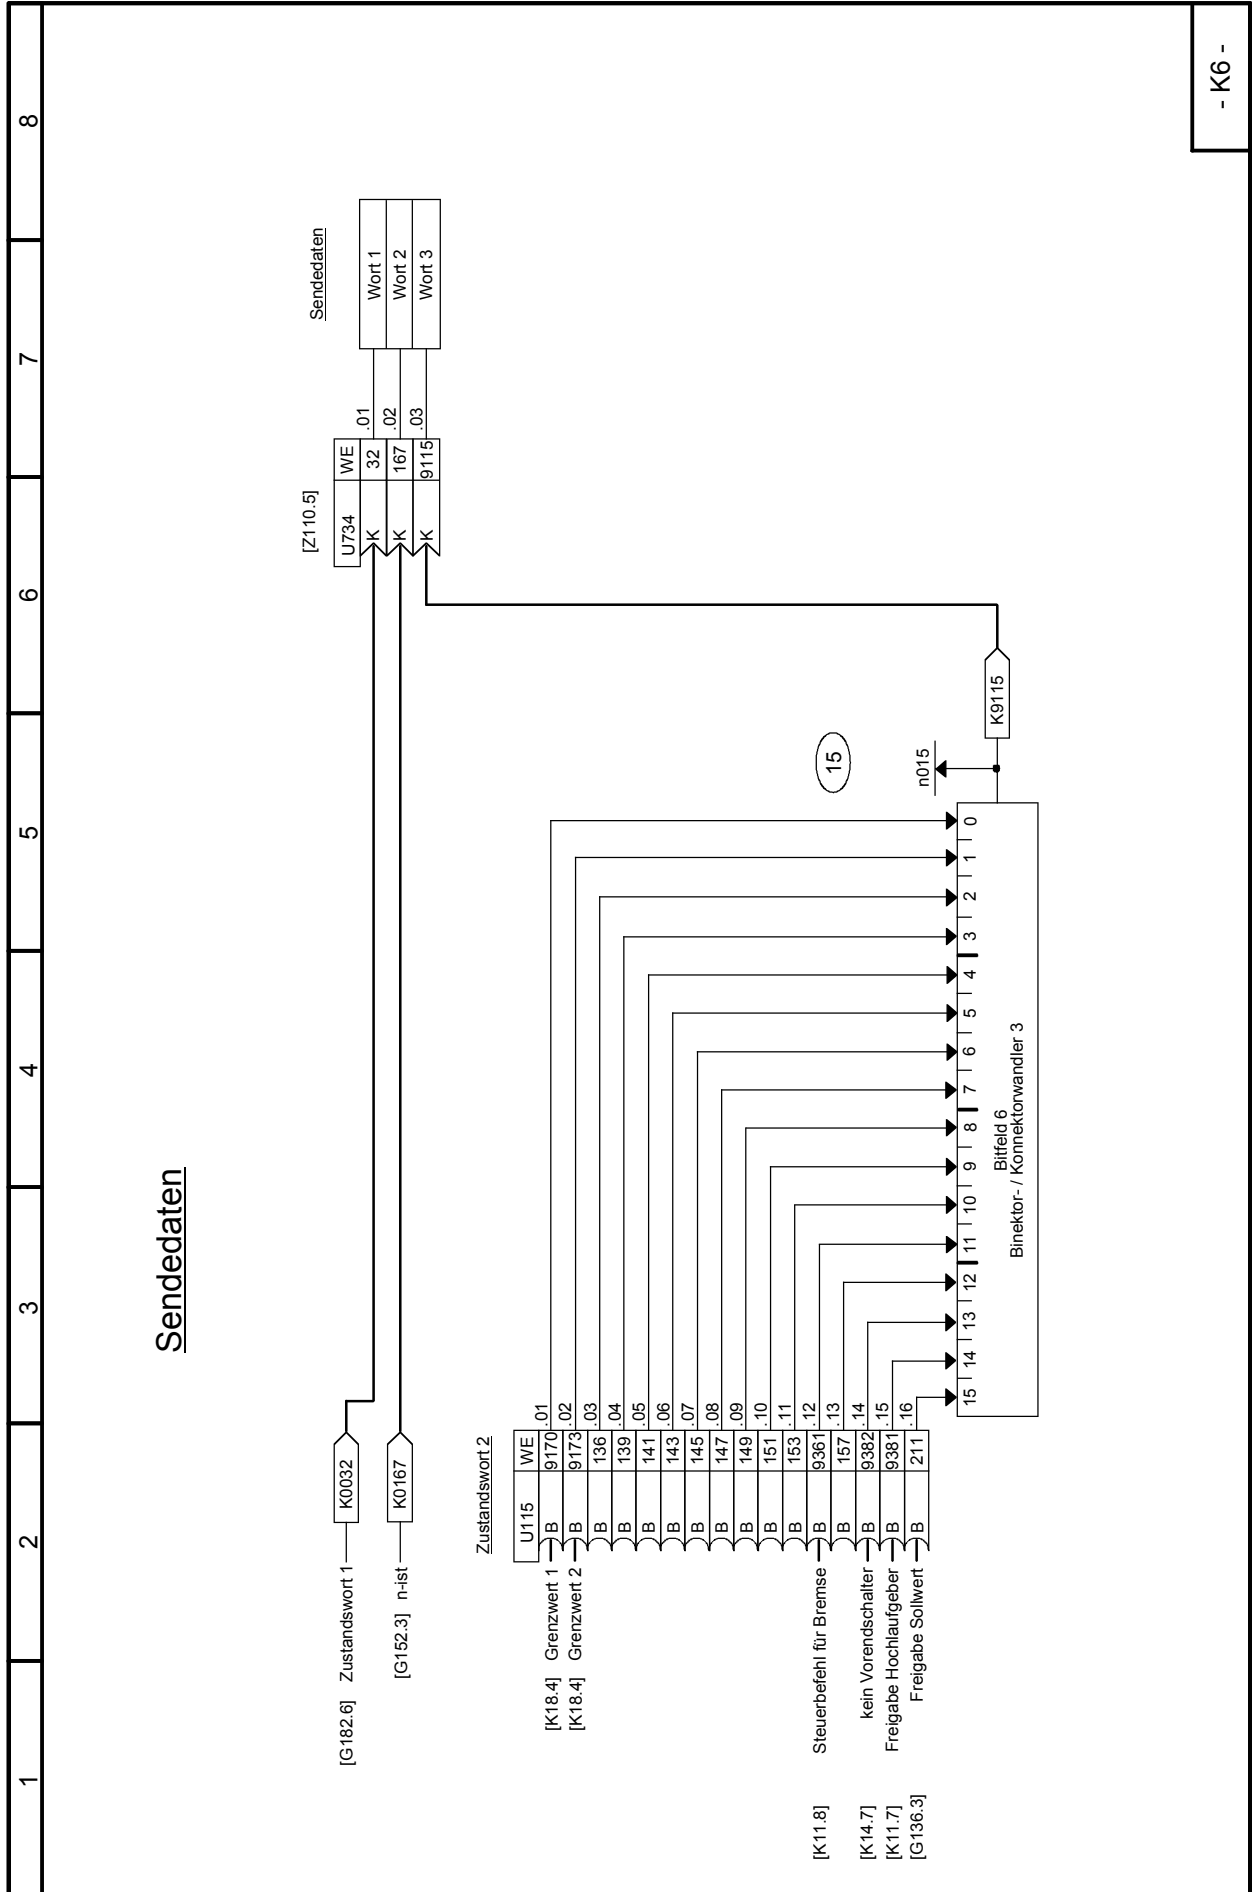 1 2 3 4 5 6 7 8
Sendedaten
[G182.6] Zustandswort 1 K0032
[G152.3] n-ist K0167
[Z110.5]
U734 WE
K 32 .01
K 167 .02
K 9115 .03
Sendedaten
Wort 1
Wort 2
Wort 3
Zustandswort 2
U115 WE
[K18.4] Grenzwert 1 B 9170 .01
[K18.4] Grenzwert 2 B 9173 .02
B 136 .03
B 139 .04
B 141 .05
B 143 .06
B 145 .07
B 147 .08
B 149 .09
B 151 .10
B 153 .11
[K11.8] Steuerbefehl für Bremse B 9361 .12
B 157 .13
[K14.7] kein Vorendschalter B 9382 .14
[K11.7] Freigabe Hochlaufgeber B 9381 .15
[G136.3] Freigabe Sollwert B 211 .16
15
n015
15 14 13 12 11 10 9 8 7 6 5 4 3 2 1 0
Bitfeld 6
Binektor- / Konnektorwandler 3
K9115
- K6 -